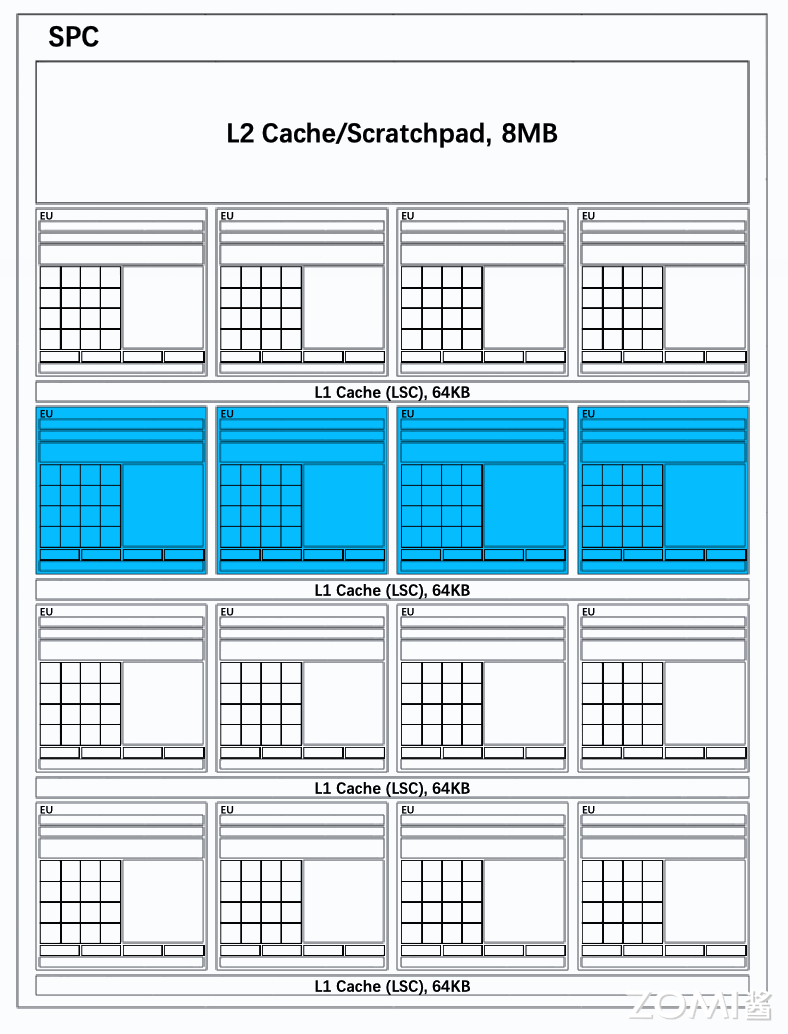 SPC
L2 Cache/Scratchpad, 8MB
EU EU EU EU
L1 Cache (LSC), 64KB
EU EU EU EU
L1 Cache (LSC), 64KB
EU EU EU EU
L1 Cache (LSC), 64KB
EU EU EU EU
L1 Cache (LSC), 64KB
ZOMI酱